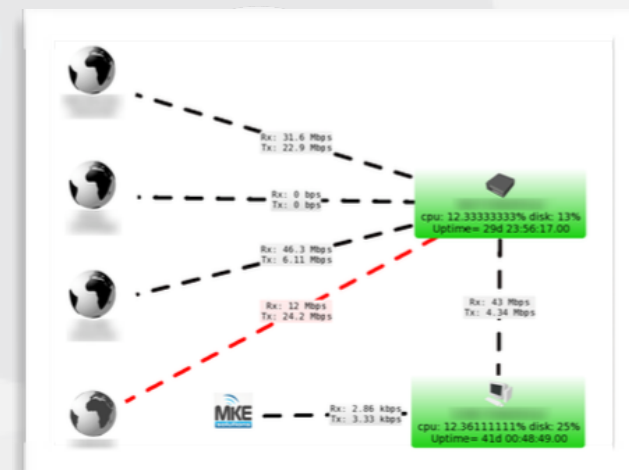 Rx: 31.6 Mbps
Tx: 22.9 Mbps
Rx: 0 bps
Tx: 0 bps
cpu: 12.33333333% disk: 13%
Uptime= 29d 23:56:17.00
Rx: 46.3 Mbps
Tx: 6.11 Mbps
Rx: 12 Mbps
Tx: 24.2 Mbps
Rx: 43 Mbps
Tx: 4.34 Mbps
MKE
Rx: 2.86 kbps
Tx: 3.33 kbps
cpu: 12.36111111% disk: 25%
Uptime= 41d 00:48:49.00